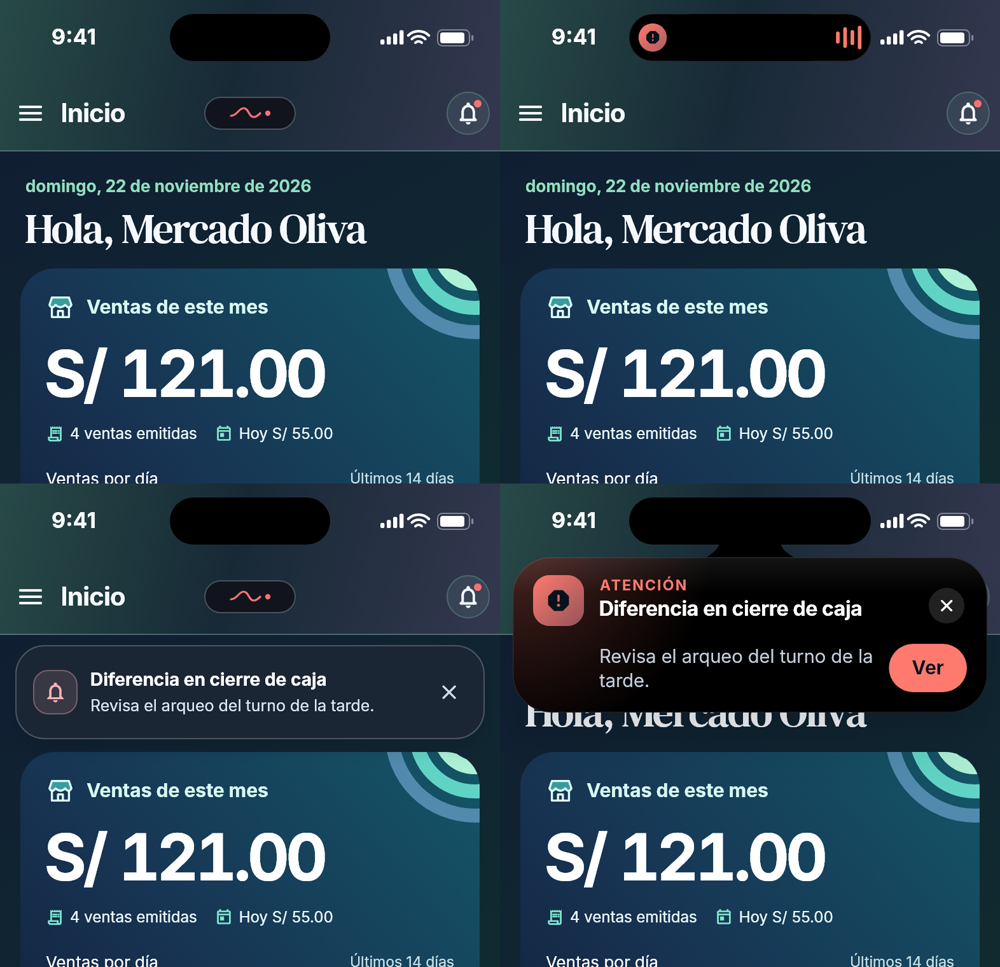 9:41
Inicio
domingo, 22 de noviembre de 2026
Hola, Mercado Oliva
Ventas de este mes
S/ 121.00
4 ventas emitidas Hoy S/ 55.00
Ventas por día Últimos 14 días
9:41
Inicio
domingo, 22 de noviembre de 2026
Hola, Mercado Oliva
Ventas de este mes
S/ 121.00
4 ventas emitidas Hoy S/ 55.00
Ventas por día Últimos 14 días
9:41
Inicio
Diferencia en cierre de caja
Revisa el arqueo del turno de la tarde.
Ventas de este mes
S/ 121.00
4 ventas emitidas Hoy S/ 55.00
Ventas por día Últimos 14 días
9:41
ATENCIÓN
Diferencia en cierre de caja
Revisa el arqueo del turno de la
tarde.
Ver
Hola, Mercado Oliva
Ventas de este mes
S/ 121.00
4 ventas emitidas Hoy S/ 55.00
Ventas por día Últimos 14 días